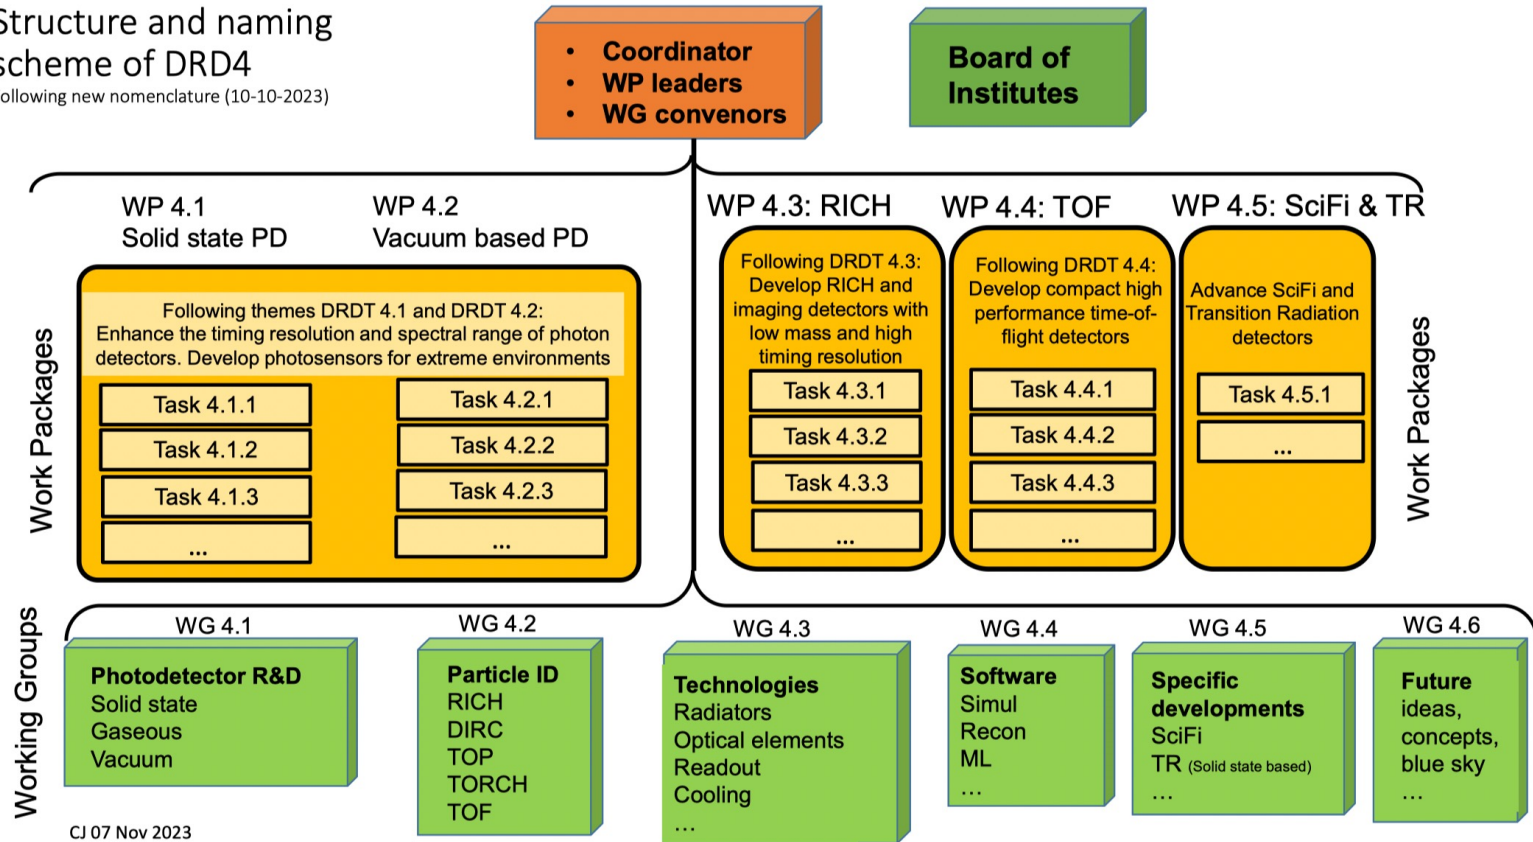 Structure and naming
scheme of DRD4
following new nomenclature (10-10-2023)
• Coordinator
• WP leaders
• WG convenors
Board of
Institutes
WP 4.1
Solid state PD
WP 4.2
Vacuum based PD
WP 4.3: RICH
WP 4.4: TOF
WP 4.5: SciFi & TR
Work Packages
Following themes DRDT 4.1 and DRDT 4.2:
Enhance the timing resolution and spectral range of photon
detectors. Develop photosensors for extreme environments
Task 4.1.1
Task 4.1.2
Task 4.1.3
...
Task 4.2.1
Task 4.2.2
Task 4.2.3
...
Following DRDT 4.3:
Develop RICH and
imaging detectors with
low mass and high
timing resolution
Task 4.3.1
Task 4.3.2
Task 4.3.3
...
Following DRDT 4.4:
Develop compact high
performance time-of-
flight detectors
Task 4.4.1
Task 4.4.2
Task 4.4.3
...
Advance SciFi and
Transition Radiation
detectors
Task 4.5.1
...
Work Packages
Working Groups
WG 4.1
Photodetector R&D
Solid state
Gaseous
Vacuum
WG 4.2
Particle ID
RICH
DIRC
TOP
TORCH
TOF
WG 4.3
Technologies
Radiators
Optical elements
Readout
Cooling
...
WG 4.4
Software
Simul
Recon
ML
...
WG 4.5
Specific
developments
SciFi
TR (Solid state based)
...
WG 4.6
Future
ideas,
concepts,
blue sky
...
CJ 07 Nov 2023